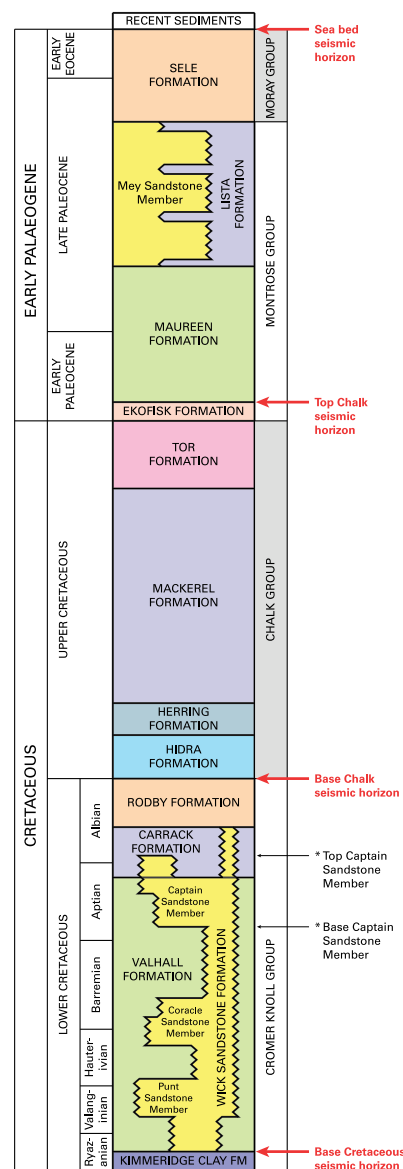 RECENT SEDIMENTS
Sea bed
seismic
horizon
EARLY
EOCENE
SELE
FORMATION
MORAY GROUP
EARLY PALAEOGENE
LATE PALEOCENE
Mey Sandstone
Member
LISTA
FORMATION
MONTROSE GROUP
MAUREEN
FORMATION
EARLY
PALEOCENE
EKOFISK FORMATION
Top Chalk
seismic
horizon
CRETACEOUS
UPPER CRETACEOUS
TOR
FORMATION
MACKEREL
FORMATION
CHALK GROUP
HERRING
FORMATION
HIDRA
FORMATION
Base Chalk
seismic horizon
LOWER CRETACEOUS
Albian
RODBY FORMATION
CARRACK
FORMATION
* Top Captain
Sandstone
Member
Aptian
Captain
Sandstone
Member
* Base Captain
Sandstone
Member
Barremian
VALHALL
FORMATION
WICK SANDSTONE FORMATION
CROMER KNOLL GROUP
Coracle
Sandstone
Member
Hauter-
ivian
Valang-
inian
Punt
Sandstone
Member
Ryaz-
anian
KIMMERIDGE CLAY FM
Base Cretaceous
seismic horizon